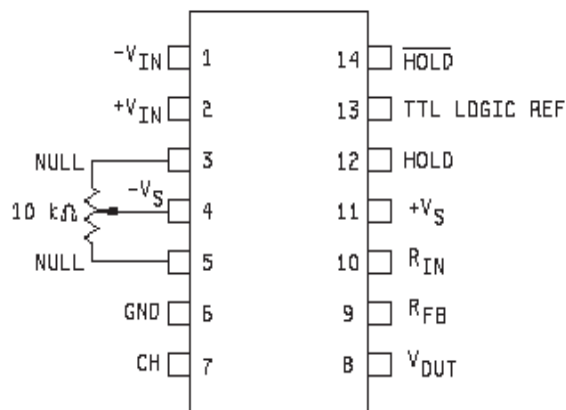 -VIN 1 14 HOLD
+VIN 2 13 TTL LOGIC REF
NULL 3 12 HOLD
10 kΩ -VS 4 11 +VS
NULL 5 10 RIN
GND 6 9 RFB
CH 7 8 VOUT